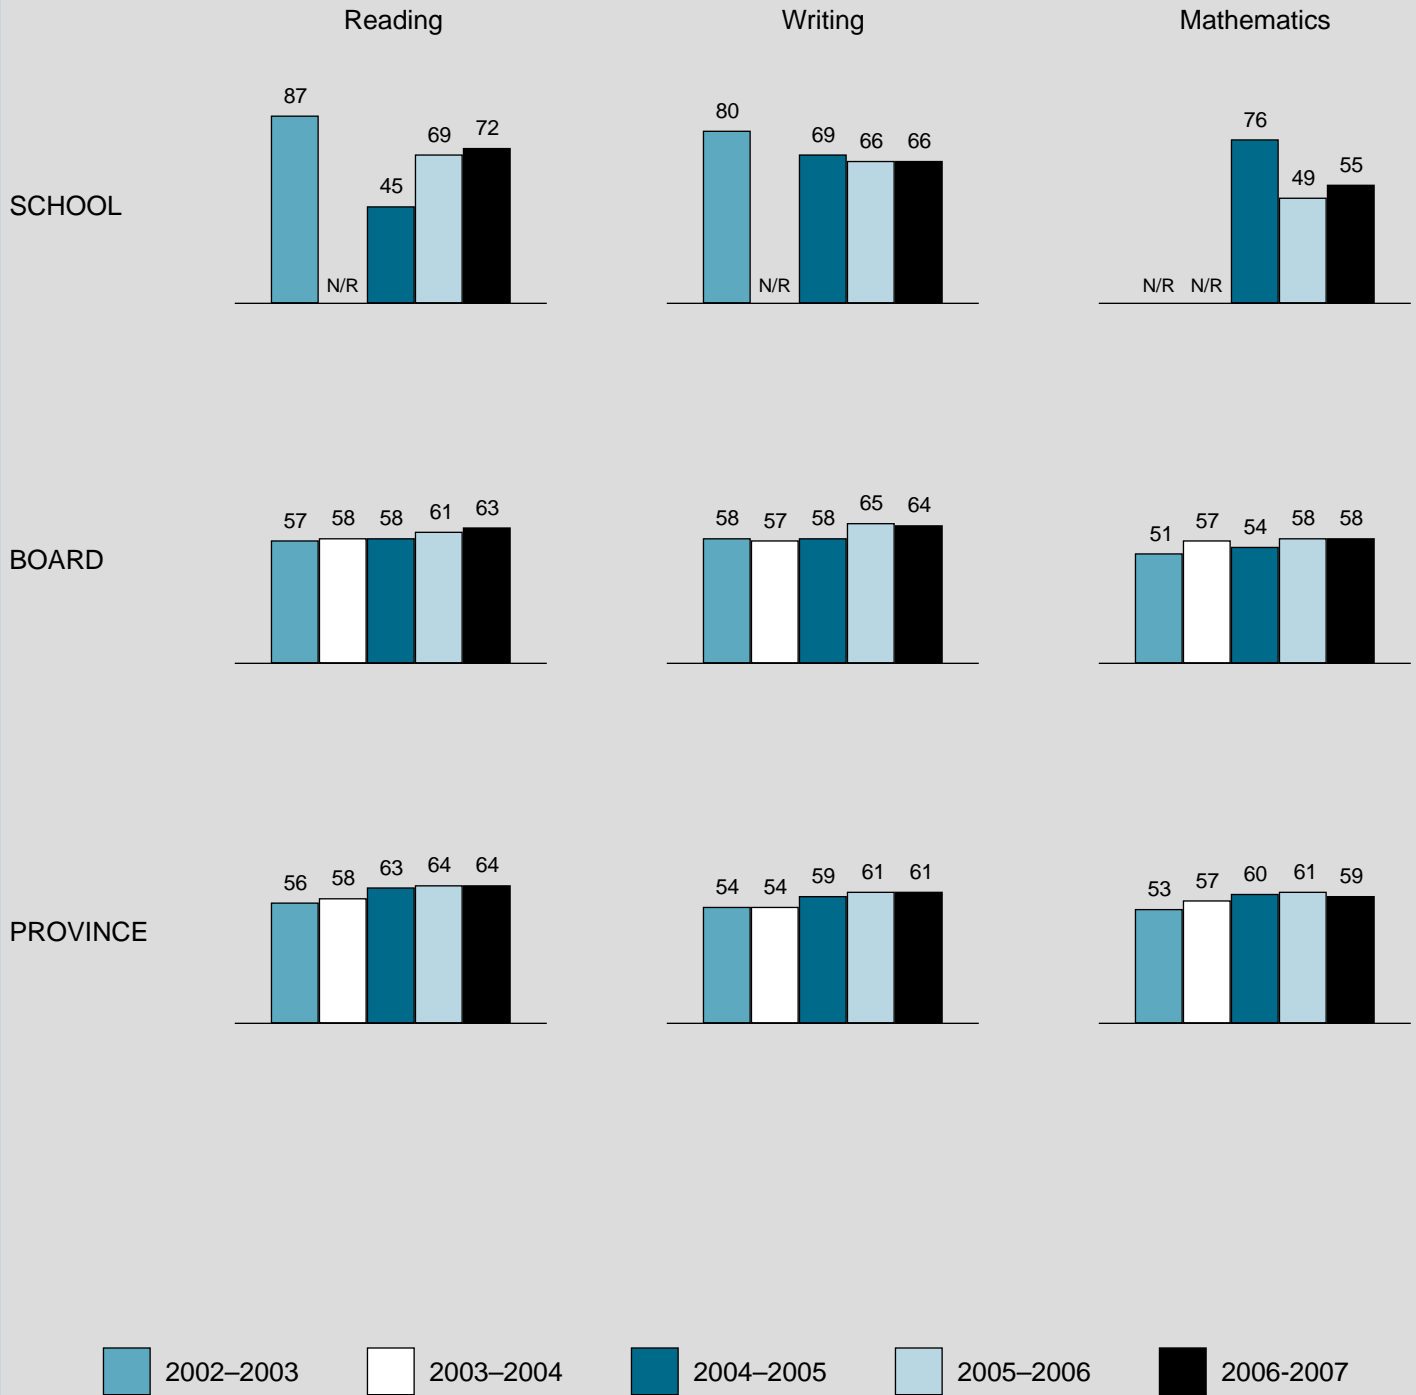 Reading Writing Mathematics
87 80 76
69 72 69 66 66 55
45 49
SCHOOL
N/R N/R N/R N/R
57 58 58 61 63 58 57 58 65 64 51 57 54 58 58
BOARD
56 58 63 64 64 54 54 59 61 61 53 57 60 61 59
PROVINCE
2002–2003 2003–2004 2004–2005 2005–2006 2006-2007